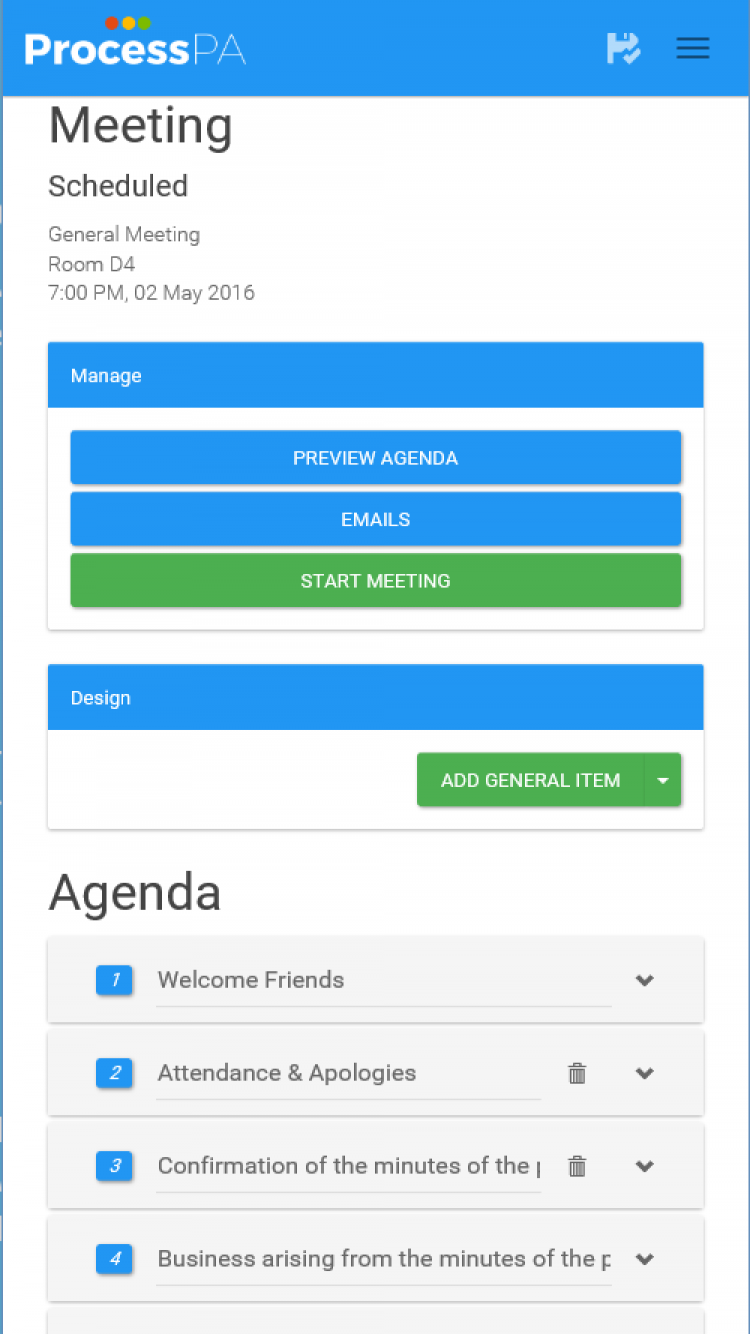 ProcessPA
Meeting
Scheduled
General Meeting
Room D4
7:00 PM, 02 May 2016
Manage
PREVIEW AGENDA
EMAILS
START MEETING
Design
ADD GENERAL ITEM
Agenda
1 Welcome Friends
2 Attendance & Apologies
3 Confirmation of the minutes of the
4 Business arising from the minutes of the